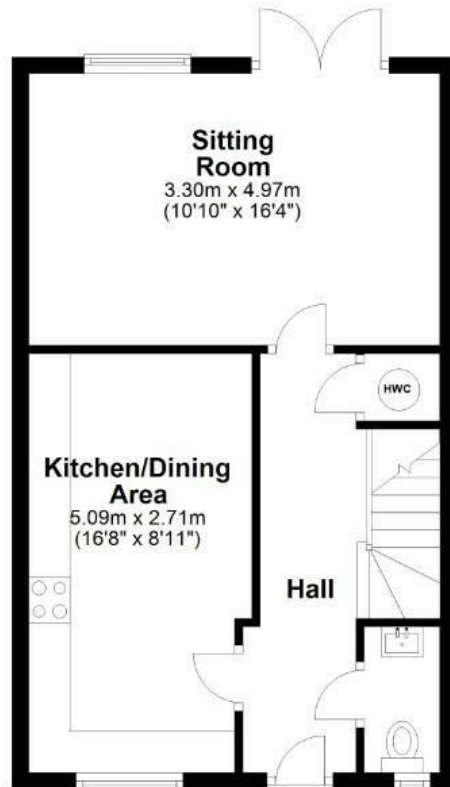 Sitting
Room
3.30m x 4.97m
(10'10" x 16'4")
HWC
Kitchen/Dining
Area
5.09m x 2.71m
(16'8" x 8'11")
Hall